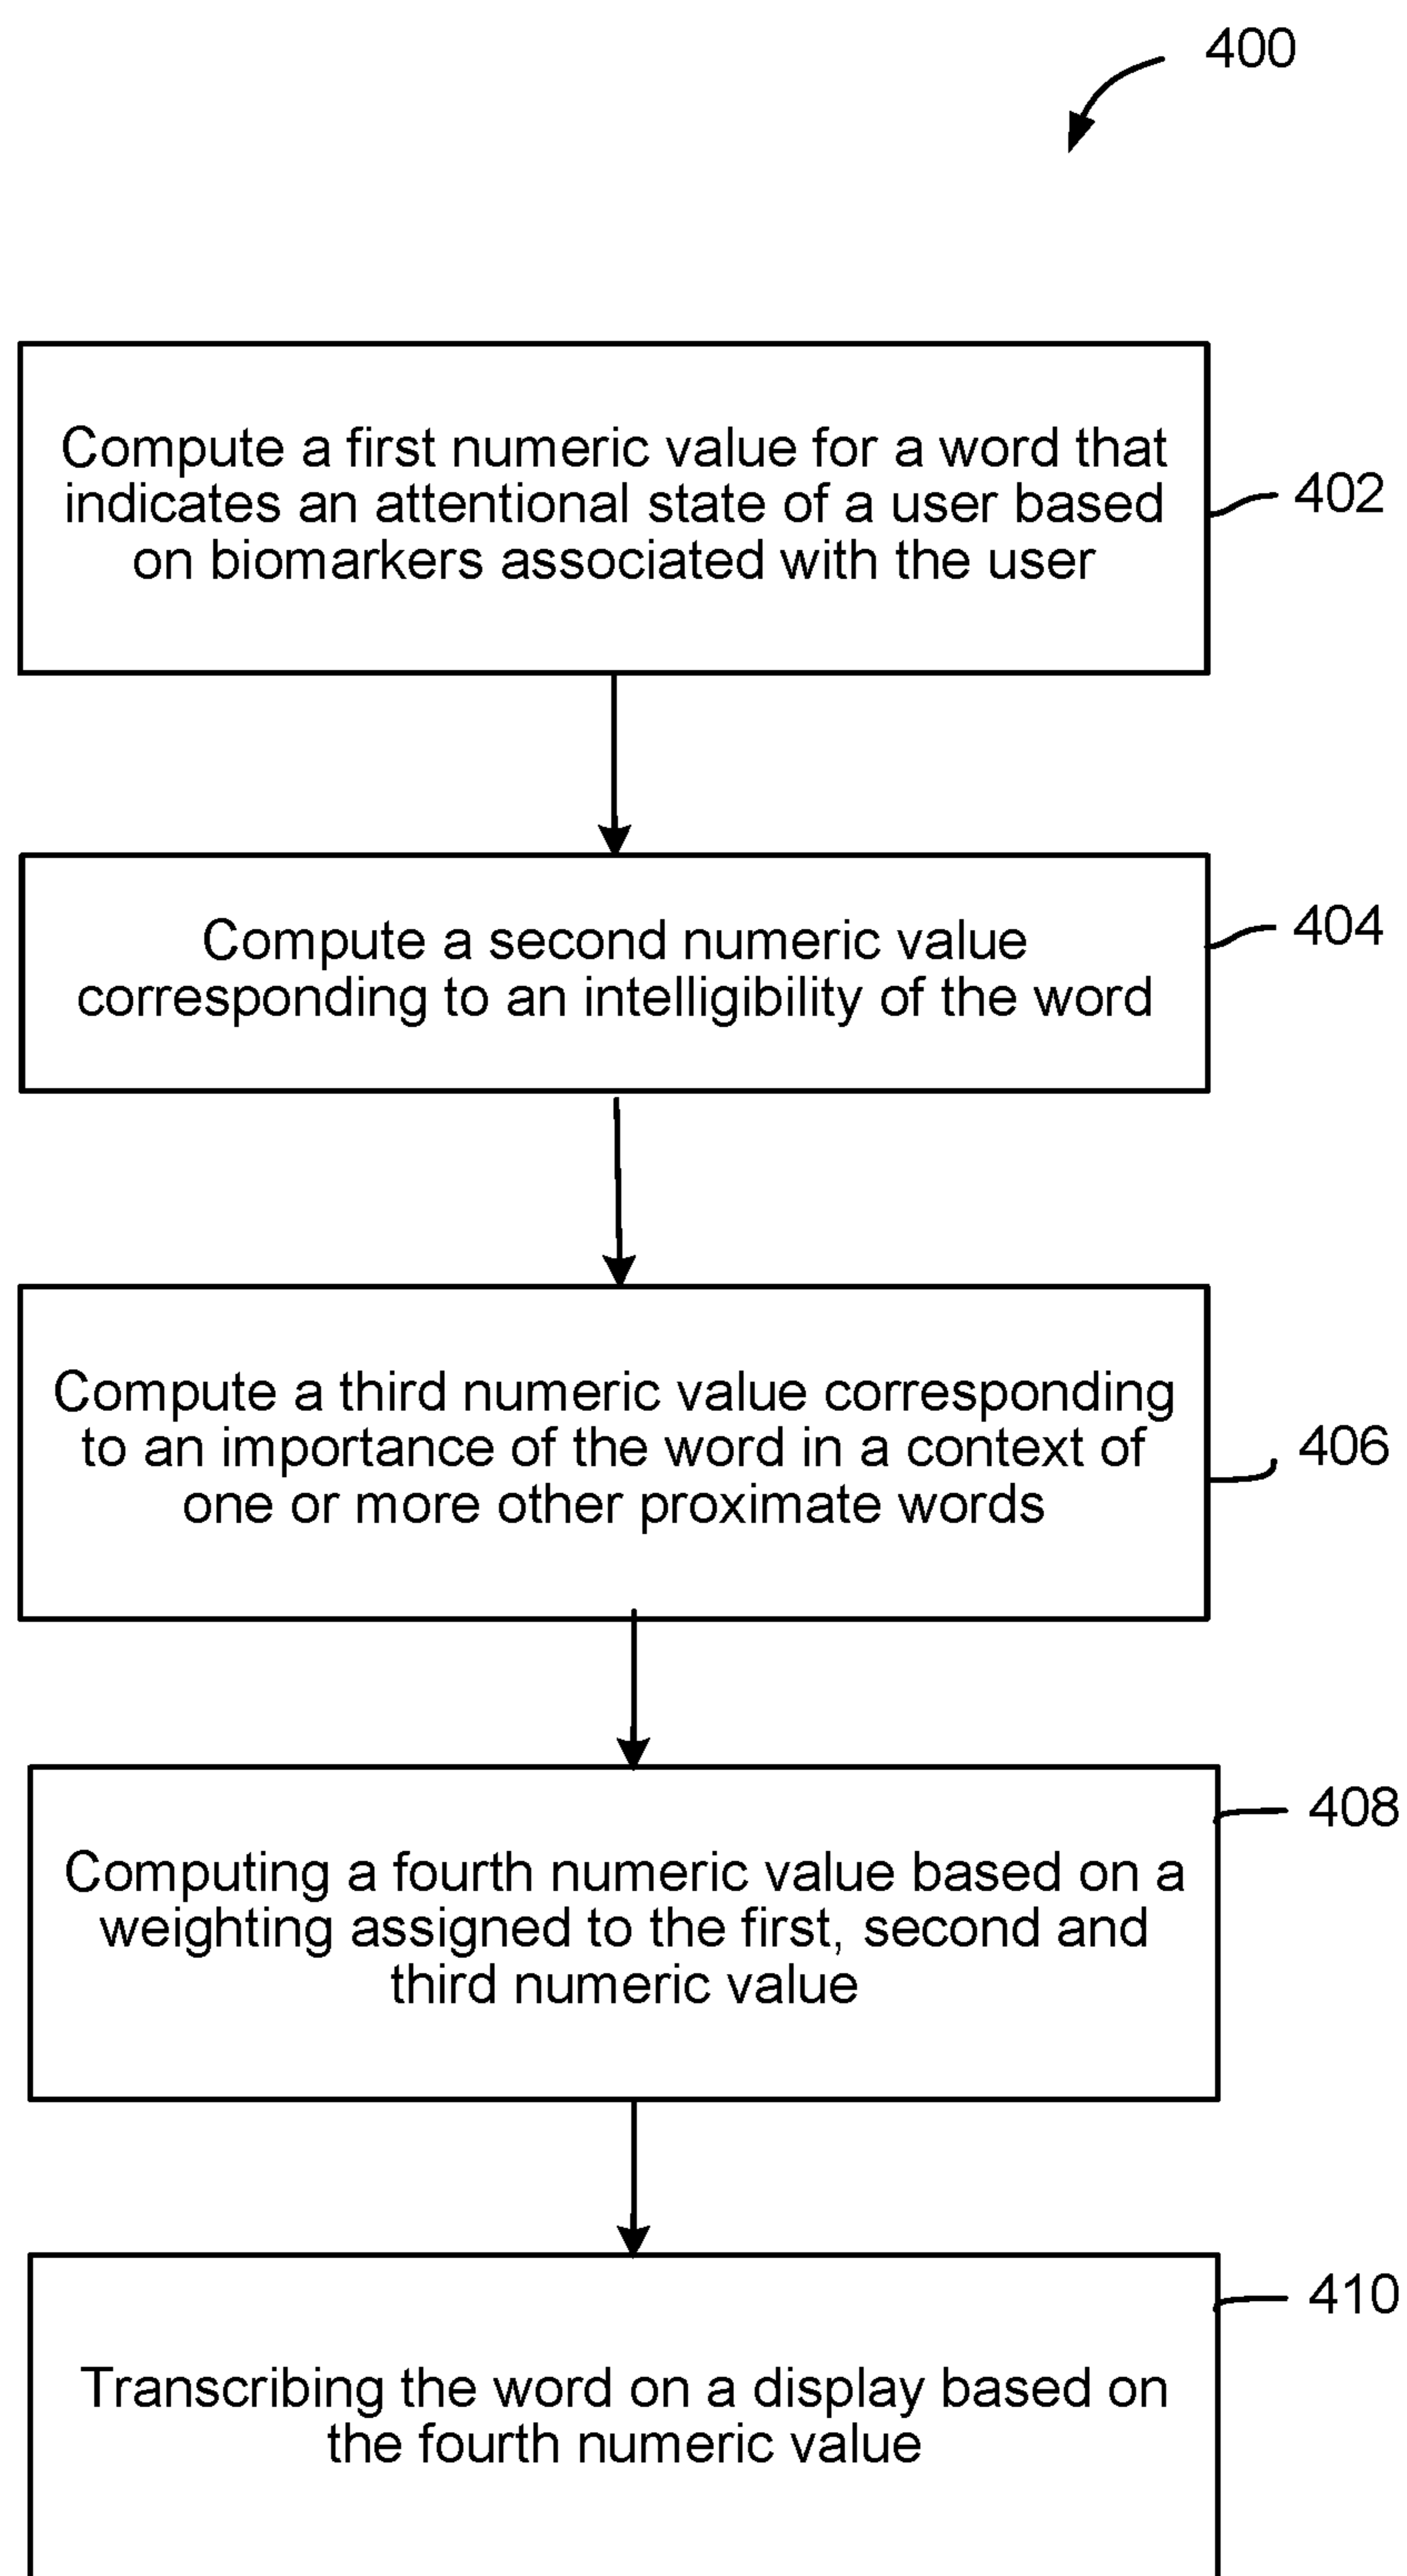 400
Compute a first numeric value for a word that
indicates an attentional state of a user based
on biomarkers associated with the user
402
Compute a second numeric value
corresponding to an intelligibility of the word
404
Compute a third numeric value corresponding
to an importance of the word in a context of
one or more other proximate words
406
Computing a fourth numeric value based on a
weighting assigned to the first, second and
third numeric value
408
Transcribing the word on a display based on
the fourth numeric value
410